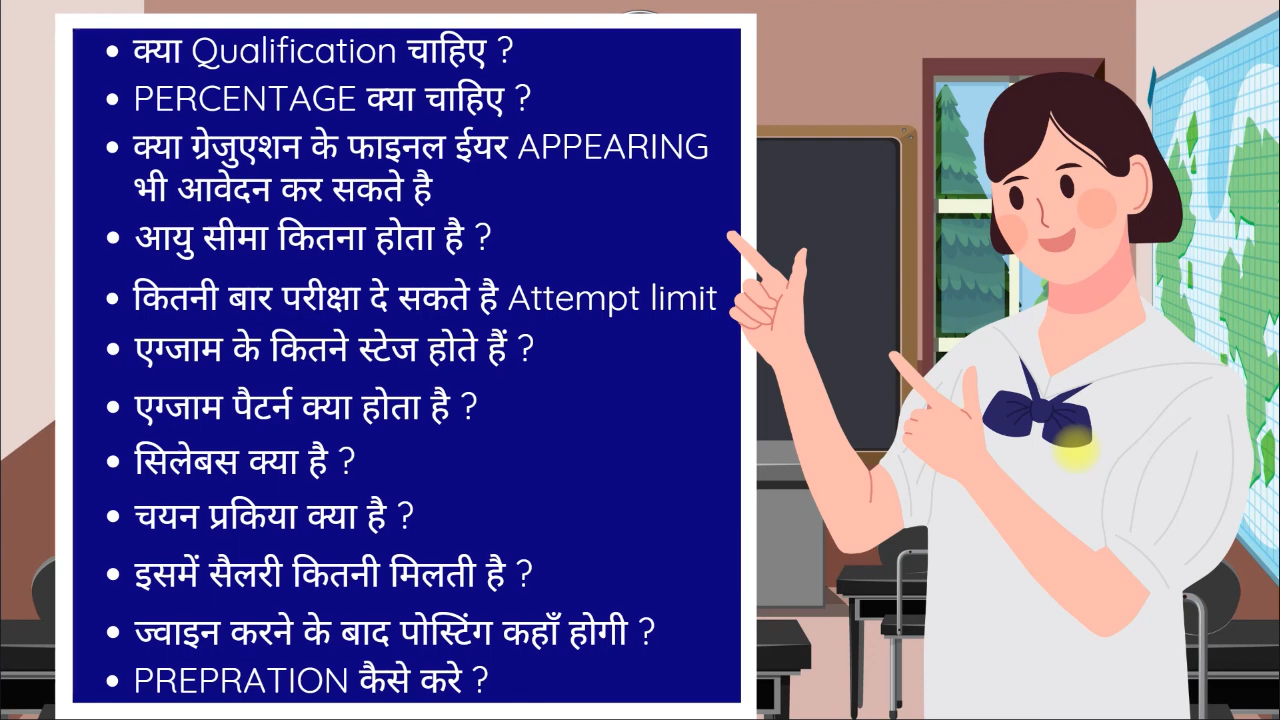 • क्या Qualification चाहिए ?
• PERCENTAGE क्या चाहिए ?
• क्या ग्रेजुएशन के फाइनल ईयर APPEARING
भी आवेदन कर सकते है
• आयु सीमा कितना होता है ?
• कितनी बार परीक्षा दे सकते है Attempt limit
• एग्जाम के कितने स्टेज होते हैं ?
• एग्जाम पैटर्न क्या होता है ?
• सिलेबस क्या है ?
• चयन प्रकिया क्या है ?
• इसमें सैलरी कितनी मिलती है ?
• ज्वाइन करने के बाद पोस्टिंग कहाँ होगी ?
• PREPRATION कैसे करे ?